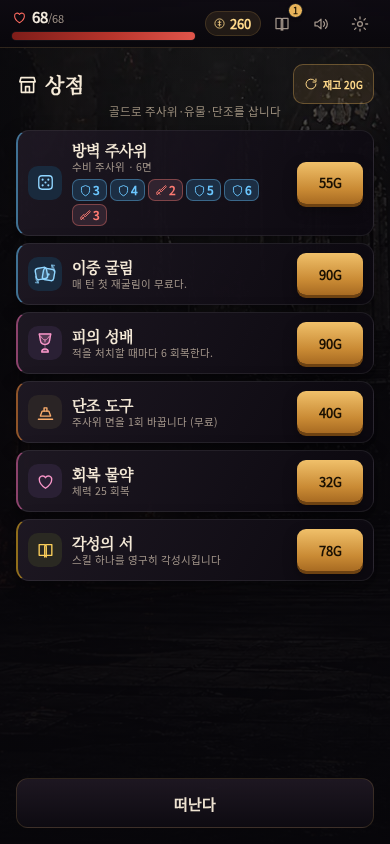 68/68
260
1
상점
재고 20G
골드로 주사위·유물·단조를 삽니다
방벽 주사위
수비 주사위 · 6면
3 4 2 5 6
3
55G
이중 굴림
매 턴 첫 재굴림이 무료다.
90G
피의 성배
적을 처치할 때마다 6 회복한다.
90G
단조 도구
주사위 면을 1회 바꿉니다 (무료)
40G
회복 물약
체력 25 회복
32G
각성의 서
스킬 하나를 영구히 각성시킵니다
78G
떠난다